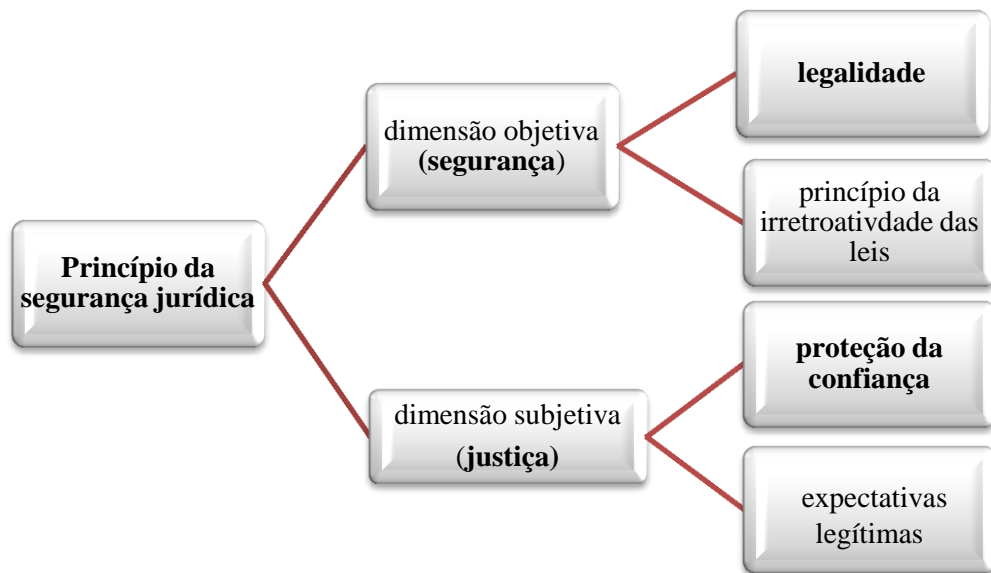 Princípio da
segurança jurídica
dimensão objetiva
(segurança)
legalidade
princípio da
irretroativdade das
leis
dimensão subjetiva
(justiça)
proteção da
confiança
expectativas
legítimas